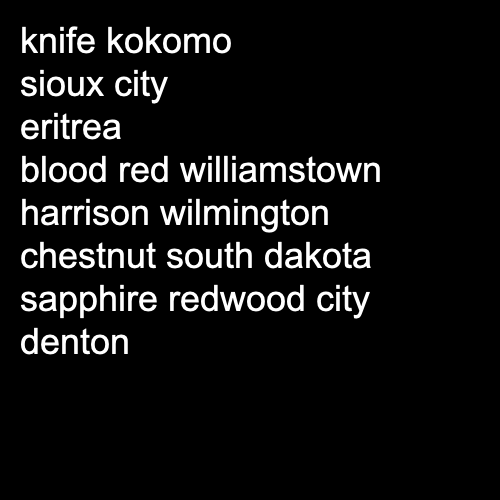 knife kokomo
sioux city
eritrea
blood red williamstown
harrison wilmington
chestnut south dakota
sapphire redwood city
denton